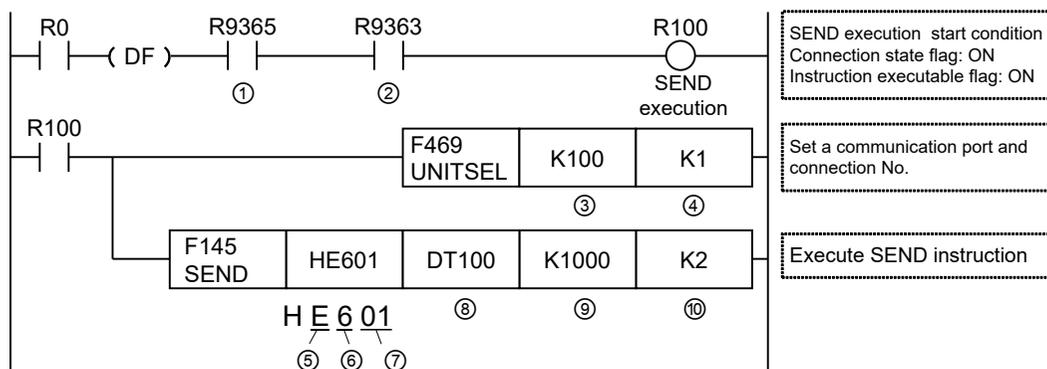 R0 R9365 R9363 R100
( DF )
① ② SEND
execution
SEND execution start condition
Connection state flag: ON
Instruction executable flag: ON
R100
F469
UNITSEL K100 K1
③ ④
Set a communication port and
connection No.
F145
SEND HE601 DT100 K1000 K2
Execute SEND instruction
H E 6 01 ⑧ ⑨ ⑩
⑤ ⑥ ⑦